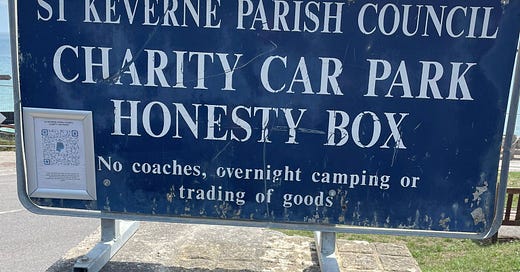 ST KEVERNE PARISH COUNCIL
CHARITY CAR PARK
HONESTY BOX
No coaches, overnight camping or
trading of goods